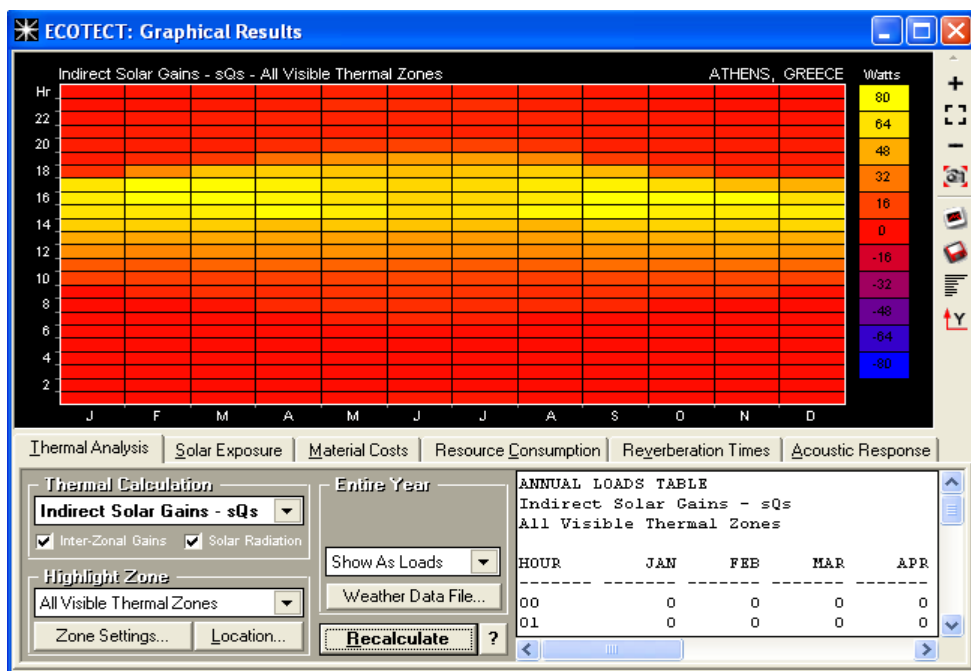 ECOTECT: Graphical Results
Indirect Solar Gains - sQs - All Visible Thermal Zones ATHENS, GREECE Watts
Hr
22
20
18
16
14
12
10
8
6
4
2
J F M A M J J A S O N D
80
64
48
32
16
0
-16
-32
-48
-64
-80
Y
Thermal Analysis Solar Exposure Material Costs Resource Consumption Reverberation Times Acoustic Response
Thermal Calculation
Indirect Solar Gains - sQs
Inter-Zonal Gains Solar Radiation
Highlight Zone
All Visible Thermal Zones
Zone Settings... Location...
Entire Year
Show As Loads
Weather Data File...
Recalculate ?
ANNUAL LOADS TABLE
Indirect Solar Gains - sQs
All Visible Thermal Zones
HOUR JAN FEB MAR APR
------- ------- ------- ------- -------
00 0 0 0 0
01 0 0 0 0